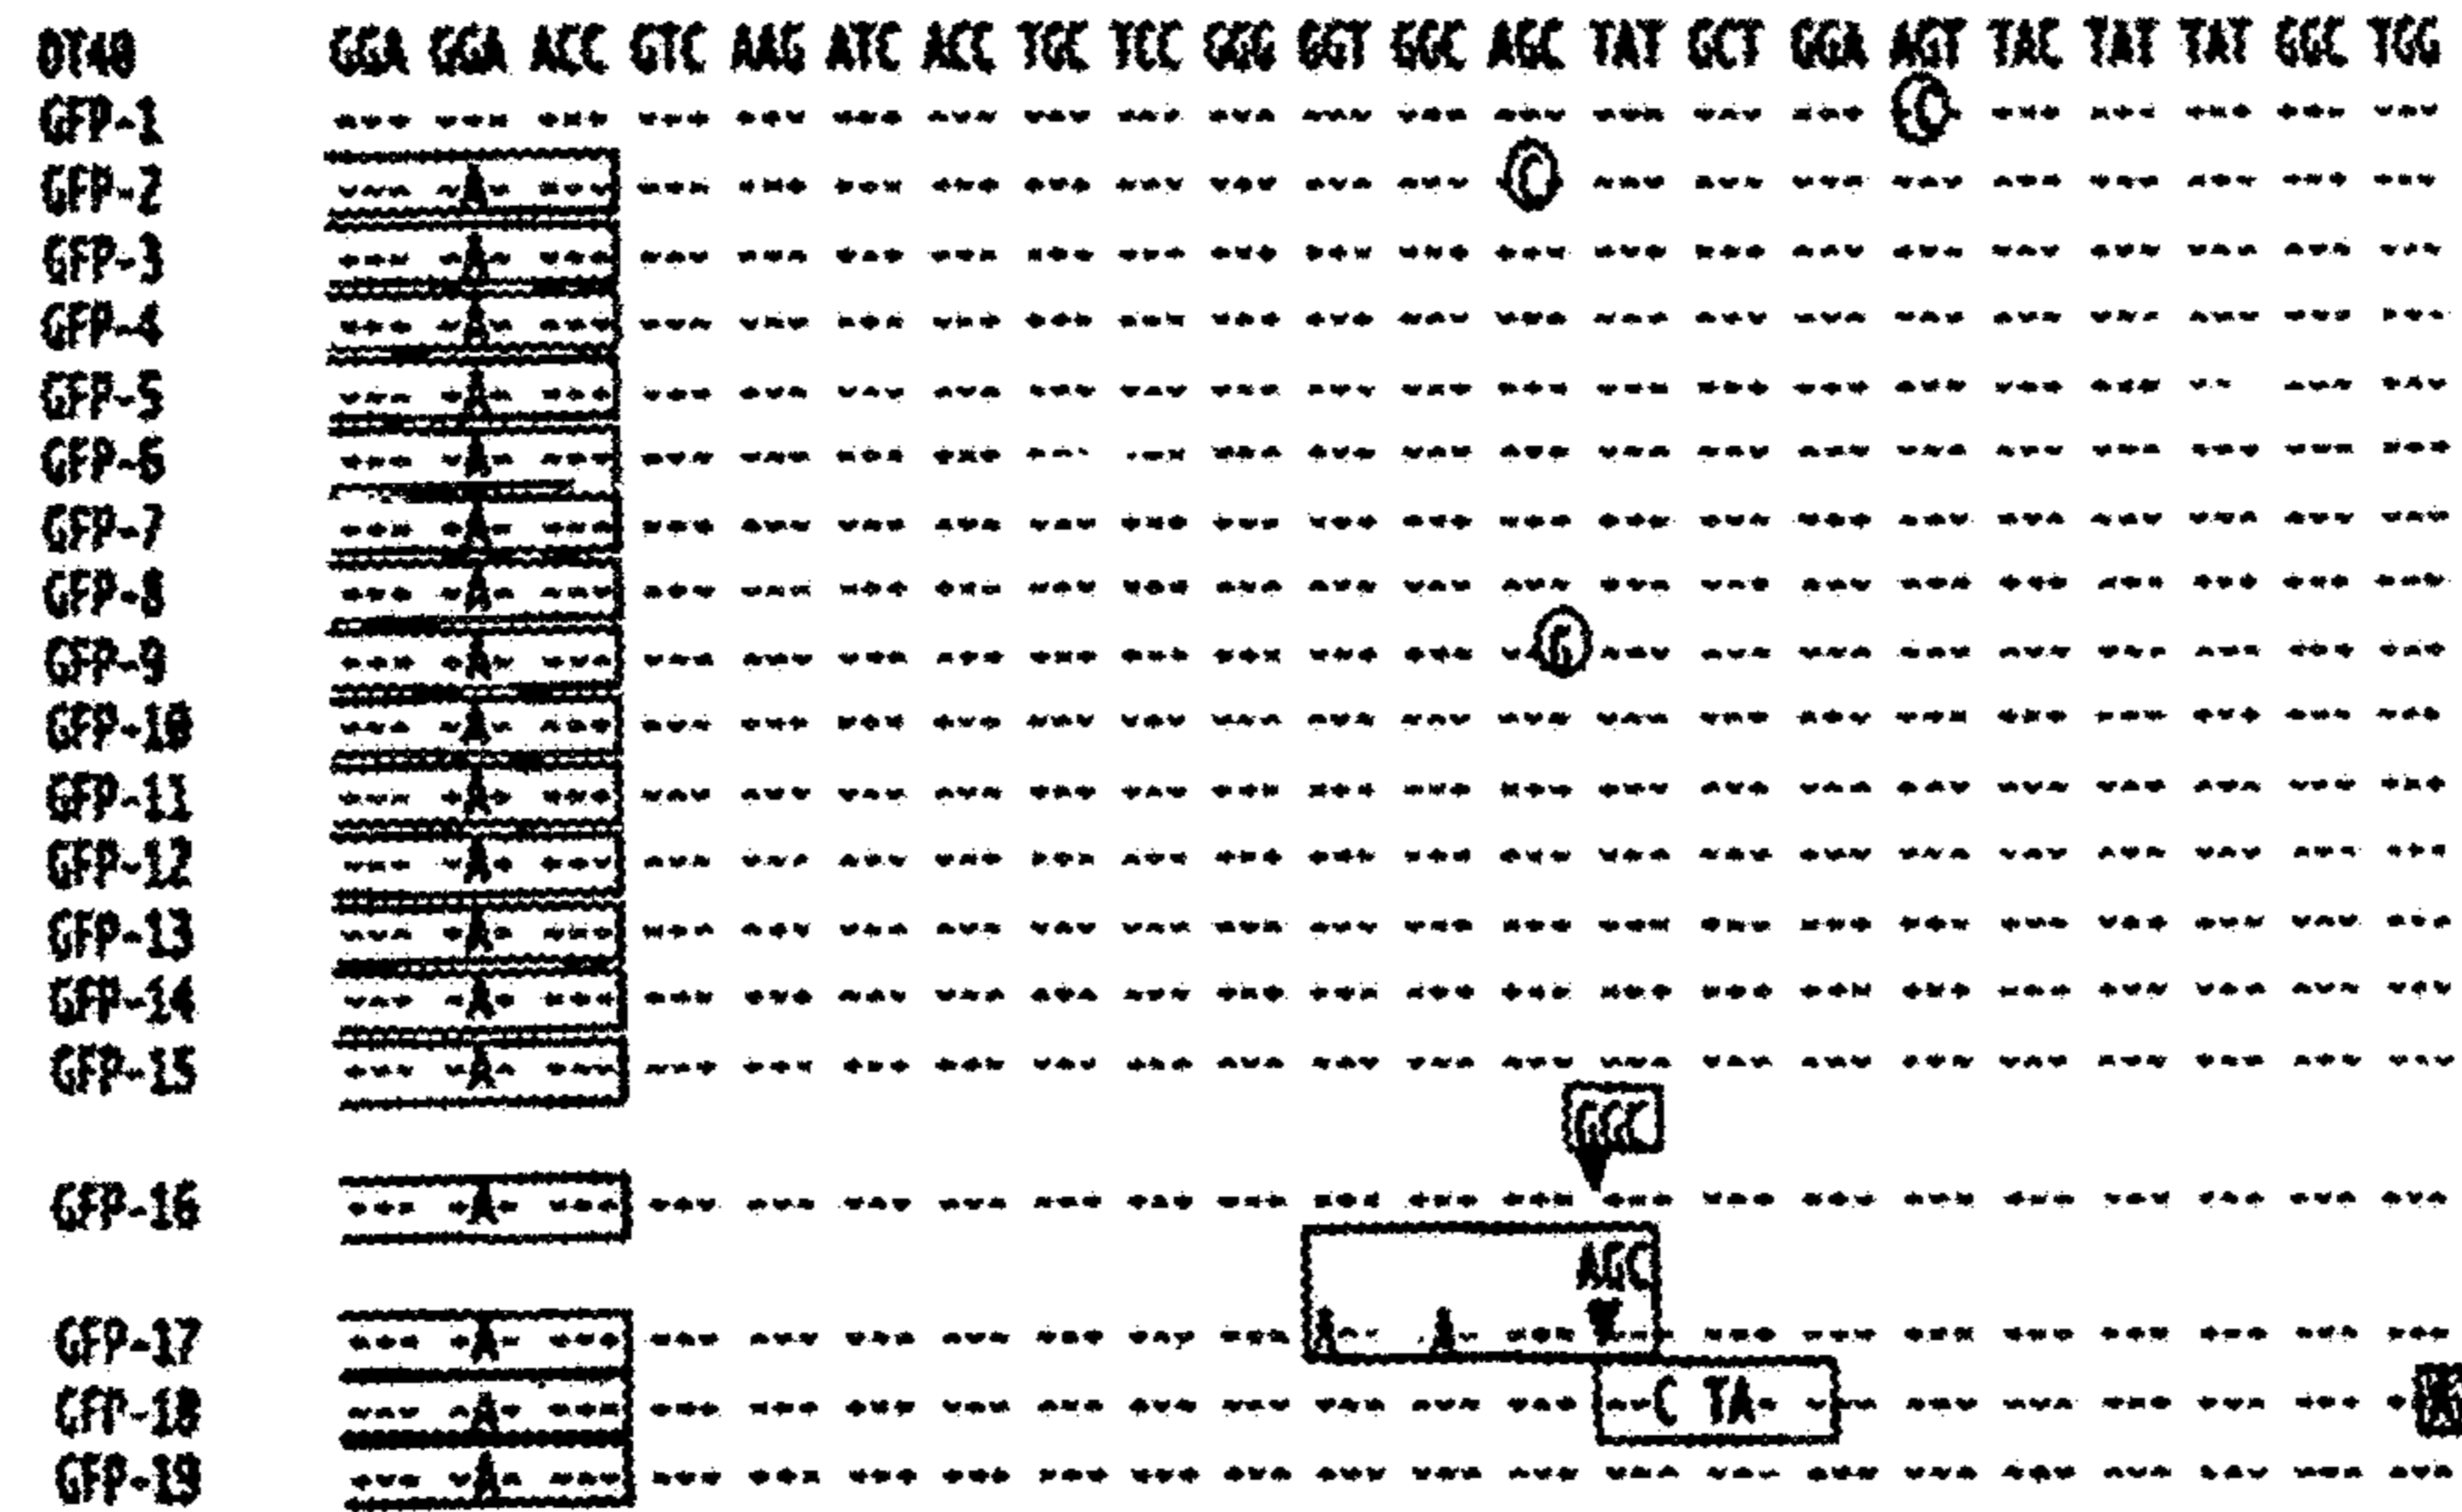 DT40 GGA GGA ACC GTC AAG ATC ACC TGC TCC GGG GGT GGC AGC TAT GCT GGA AGT TAC TAT TAT GGC TGG
GFP-1 --- --- --- --- --- --- --- --- --- --- --- --- --- --- --- --- -C- --- --- --- --- ---
GFP-2 --- -A- --- --- --- --- --- --- --- --- --- --- -C- --- --- --- --- --- --- --- --- ---
GFP-3 --- -A- --- --- --- --- --- --- --- --- --- --- --- --- --- --- --- --- --- --- --- ---
GFP-4 --- -A- --- --- --- --- --- --- --- --- --- --- --- --- --- --- --- --- --- --- --- ---
GFP-5 --- -A- --- --- --- --- --- --- --- --- --- --- --- --- --- --- --- --- --- --- --- ---
GFP-6 --- -A- --- --- --- --- --- --- --- --- --- --- --- --- --- --- --- --- --- --- --- ---
GFP-7 --- -A- --- --- --- --- --- --- --- --- --- --- --- --- --- --- --- --- --- --- --- ---
GFP-8 --- -A- --- --- --- --- --- --- --- --- --- --- --- --- --- --- --- --- --- --- --- ---
GFP-9 --- -A- --- --- --- --- --- --- --- --- --- --- --G --- --- --- --- --- --- --- --- ---
GFP-10 --- -A- --- --- --- --- --- --- --- --- --- --- --- --- --- --- --- --- --- --- --- ---
GFP-11 --- -A- --- --- --- --- --- --- --- --- --- --- --- --- --- --- --- --- --- --- --- ---
GFP-12 --- -A- --- --- --- --- --- --- --- --- --- --- --- --- --- --- --- --- --- --- --- ---
GFP-13 --- -A- --- --- --- --- --- --- --- --- --- --- --- --- --- --- --- --- --- --- --- ---
GFP-14 --- -A- --- --- --- --- --- --- --- --- --- --- --- --- --- --- --- --- --- --- --- ---
GFP-15 --- -A- --- --- --- --- --- --- --- --- --- --- --- --- --- --- --- --- --- --- --- ---
GFP-16 --- -A- --- --- --- --- --- --- --- --- --- --- --- --- --- --- --- --- --- --- --- ---
AGC
GFP-17 --- -A- --- --- --- --- --- --- --- --- A-- -A- --- --- --- --- --- --- --- --- --- ---
GFP-18 --- -A- --- --- --- --- --- --- --- --- --- --- --- --C TA- --- --- --- --- --- --- --A
GFP-19 --- -A- --- --- --- --- --- --- --- --- --- --- --- --- --- --- --- --- --- --- --- ---